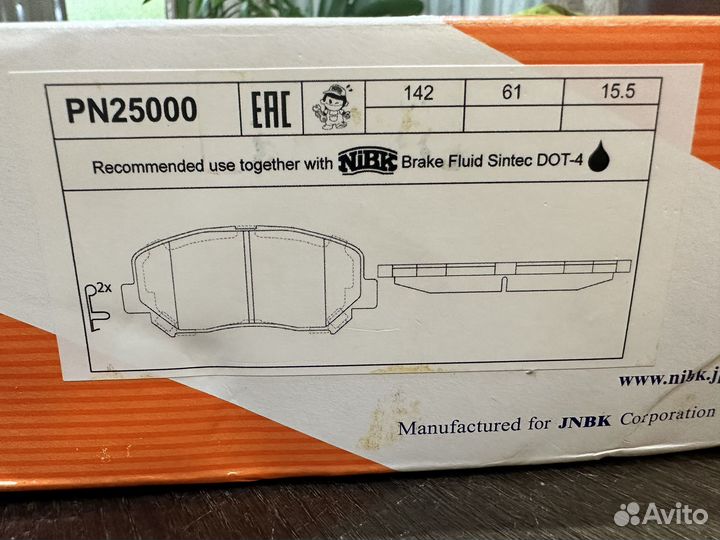 PN25000 EAC 142 61 15.5
Recommended use together with NiBK Brake Fluid Sintec DOT-4
2x
www.nibk.j
Manufactured for JNBK Corporation
Avito